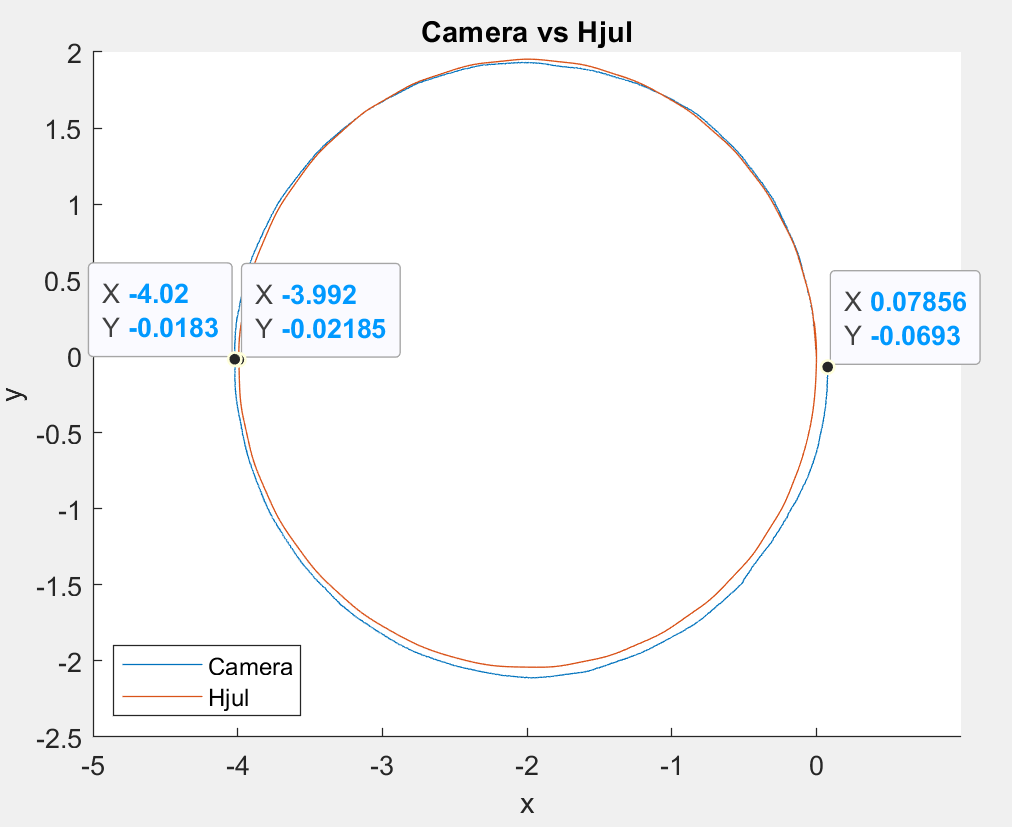 Camera vs Hjul
2
1.5
1
0.5
0
-0.5
-1
-1.5
-2
-2.5
y
X -4.02
Y -0.0183
X -3.992
Y -0.02185
X 0.07856
Y -0.0693
Camera
Hjul
-5 -4 -3 -2 -1 0
x